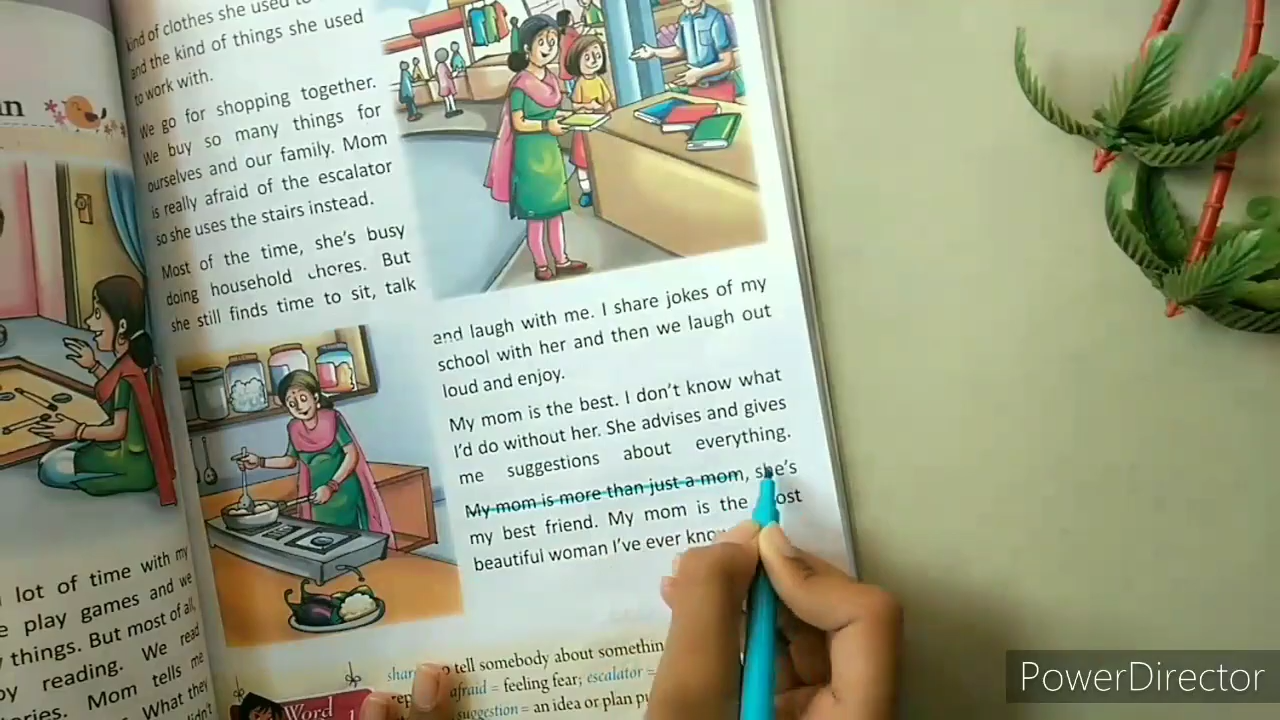 kind of clothes she used to
and the kind of things she used
to work with.
We go for shopping together.
We buy so many things for
ourselves and our family. Mom
is really afraid of the escalator
so she uses the stairs instead.
Most of the time, she's busy
doing household chores. But
she still finds time to sit, talk
and laugh with me. I share jokes of my
school with her and then we laugh out
loud and enjoy.
My mom is the best. I don't know what
I'd do without her. She advises and gives
me suggestions about everything.
My mom is more than just a mom, she's
my best friend. My mom is the
beautiful woman I've ever
lot of time with my
play games and we
things. But most of all,
reading. We read
Mom tells me
What they
tell somebody about
afraid = feeling fear; escalator =
suggestion = an idea or plan
Word
PowerDirector